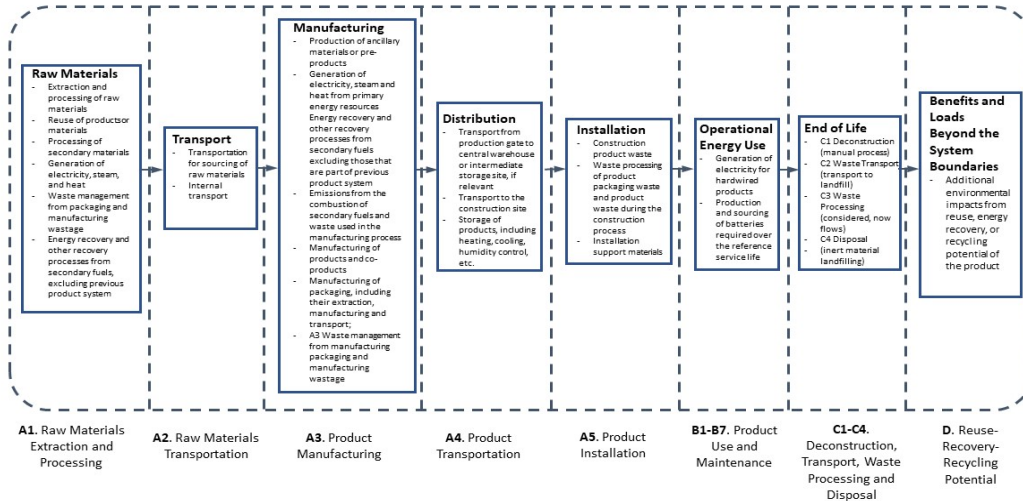 Raw Materials
- Extraction and
processing of raw
materials
- Reuse of productsor
materials
- Processing of
secondary materials
- Generation of
electricity, steam,
and heat
- Waste management
from packaging and
manufacturing
wastage
- Energy recovery and
other recovery
processes from
secondary fuels,
excluding previous
product system
Transport
- Transportation
for sourcing of
raw materials
- Internal
transport
Manufacturing
- Production of ancillary
materials or pre-
products
- Generation of
electricity, steam and
heat from primary
energy resources
Energy recovery and
other recovery
processes from
secondary fuels
excluding those that
are part of previous
product system
- Emissions from the
combustion of
secondary fuels and
waste used in the
manufacturing process
- Manufacturing of
products and co-
products
- Manufacturing of
packaging, including
their extraction,
manufacturing and
transport;
- A3 Waste management
from manufacturing
packaging and
manufacturing
wastage
Distribution
- Transport from
production gate to
central warehouse
or intermediate
storage site, if
relevant
- Transport to the
construction site
- Storage of
products, including
heating, cooling,
humidity control,
etc.
Installation
- Construction
product waste
- Waste processing
of product
packaging waste
and product
waste during the
construction
process
- Installation
support materials
Operational
Energy Use
- Generation of
electricity for
hardwired
products
- Production
and sourcing
of batteries
required over
the reference
service life
End of Life
- C1 Deconstruction
(manual process)
- C2 Waste Transport
(transport to
landfill)
- C3 Waste
Processing
(considered, now
flows)
- C4 Disposal
- (inert material
landfilling)
Benefits and
Loads
Beyond the
System
Boundaries
- Additional
environmental
impacts from
reuse, energy
recovery, or
recycling
potential of
the product
A1. Raw Materials
Extraction and
Processing
A2. Raw Materials
Transportation
A3. Product
Manufacturing
A4. Product
Transportation
A5. Product
Installation
B1-B7. Product
Use and
Maintenance
C1-C4.
Deconstruction,
Transport, Waste
Processing and
Disposal
D. Reuse-
Recovery-
Recycling
Potential